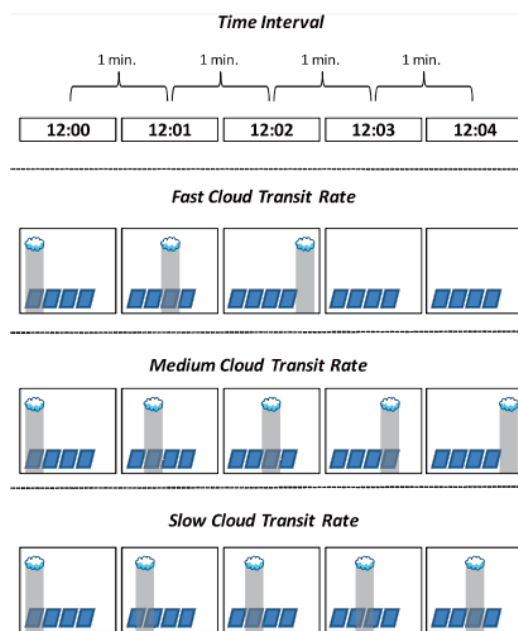 Time Interval
1 min. 1 min. 1 min. 1 min.
12:00 12:01 12:02 12:03 12:04
Fast Cloud Transit Rate
Medium Cloud Transit Rate
Slow Cloud Transit Rate